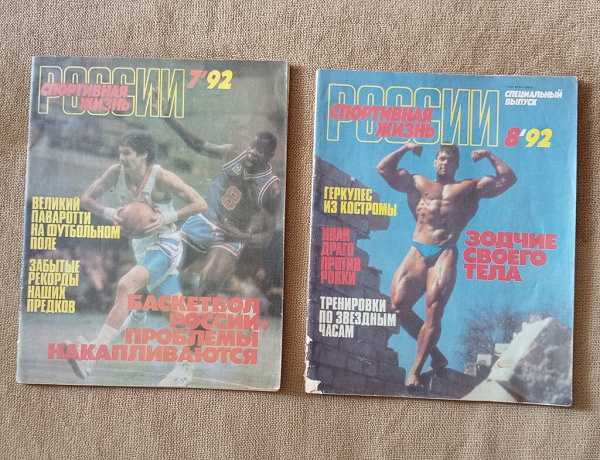 РОССИИ
7'92
СПОРТИВНАЯ
ЖИЗНЬ
ВЕЛИКИЙ
ПАВАРОТТИ
НА ФУТБОЛЬНОМ
ПОЛЕ
ЗАБЫТЫЕ
РЕКОРДЫ
НАШИХ
ПРЕДКОВ
8
БАСКЕТБОЛ
РОССИИ:
ПРОБЛЕМЫ
НАКАПЛИВАЮТСЯ
РОССИИ
СПЕЦИАЛЬНЫЙ
ВЫПУСК
СПОРТИВНАЯ
ЖИЗНЬ
8'92
ГЕРКУЛЕС
ИЗ КОСТРОМЫ
ИВАН
ДРАГО
ПРОТИВ
РОККИ
ЗОДЧИЕ
СВОЕГО
ТЕЛА
ТРЕНИРОВКИ
ПО ЗВЕЗДНЫМ
ЧАСАМ